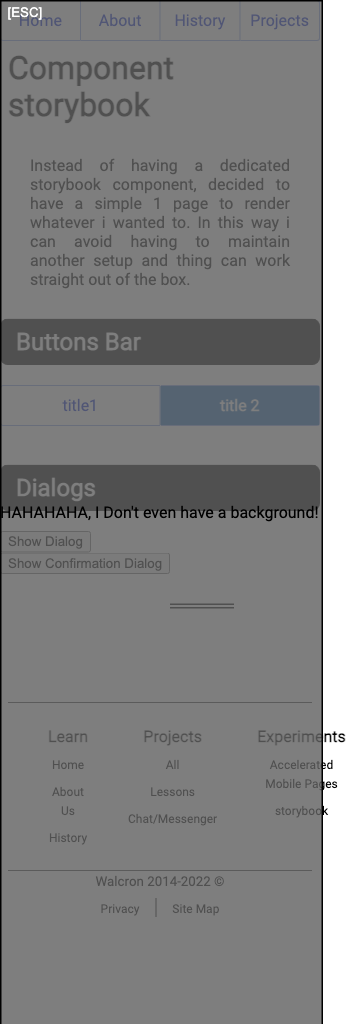 [ESC]
Home About History Projects
Component
storybook
Instead of having a dedicated
storybook component, decided to
have a simple 1 page to render
whatever i wanted to. In this way i
can avoid having to maintain
another setup and thing can work
straight out of the box.
Buttons Bar
title1 title 2
Dialogs
HAHAHAHA, I Don't even have a background!
Show Dialog
Show Confirmation Dialog
Learn Projects Experiments
Home All Accelerated
Mobile Pages
About Lessons
Us storybook
Chat/Messenger
History
Walcron 2014-2022 ©
Privacy Site Map